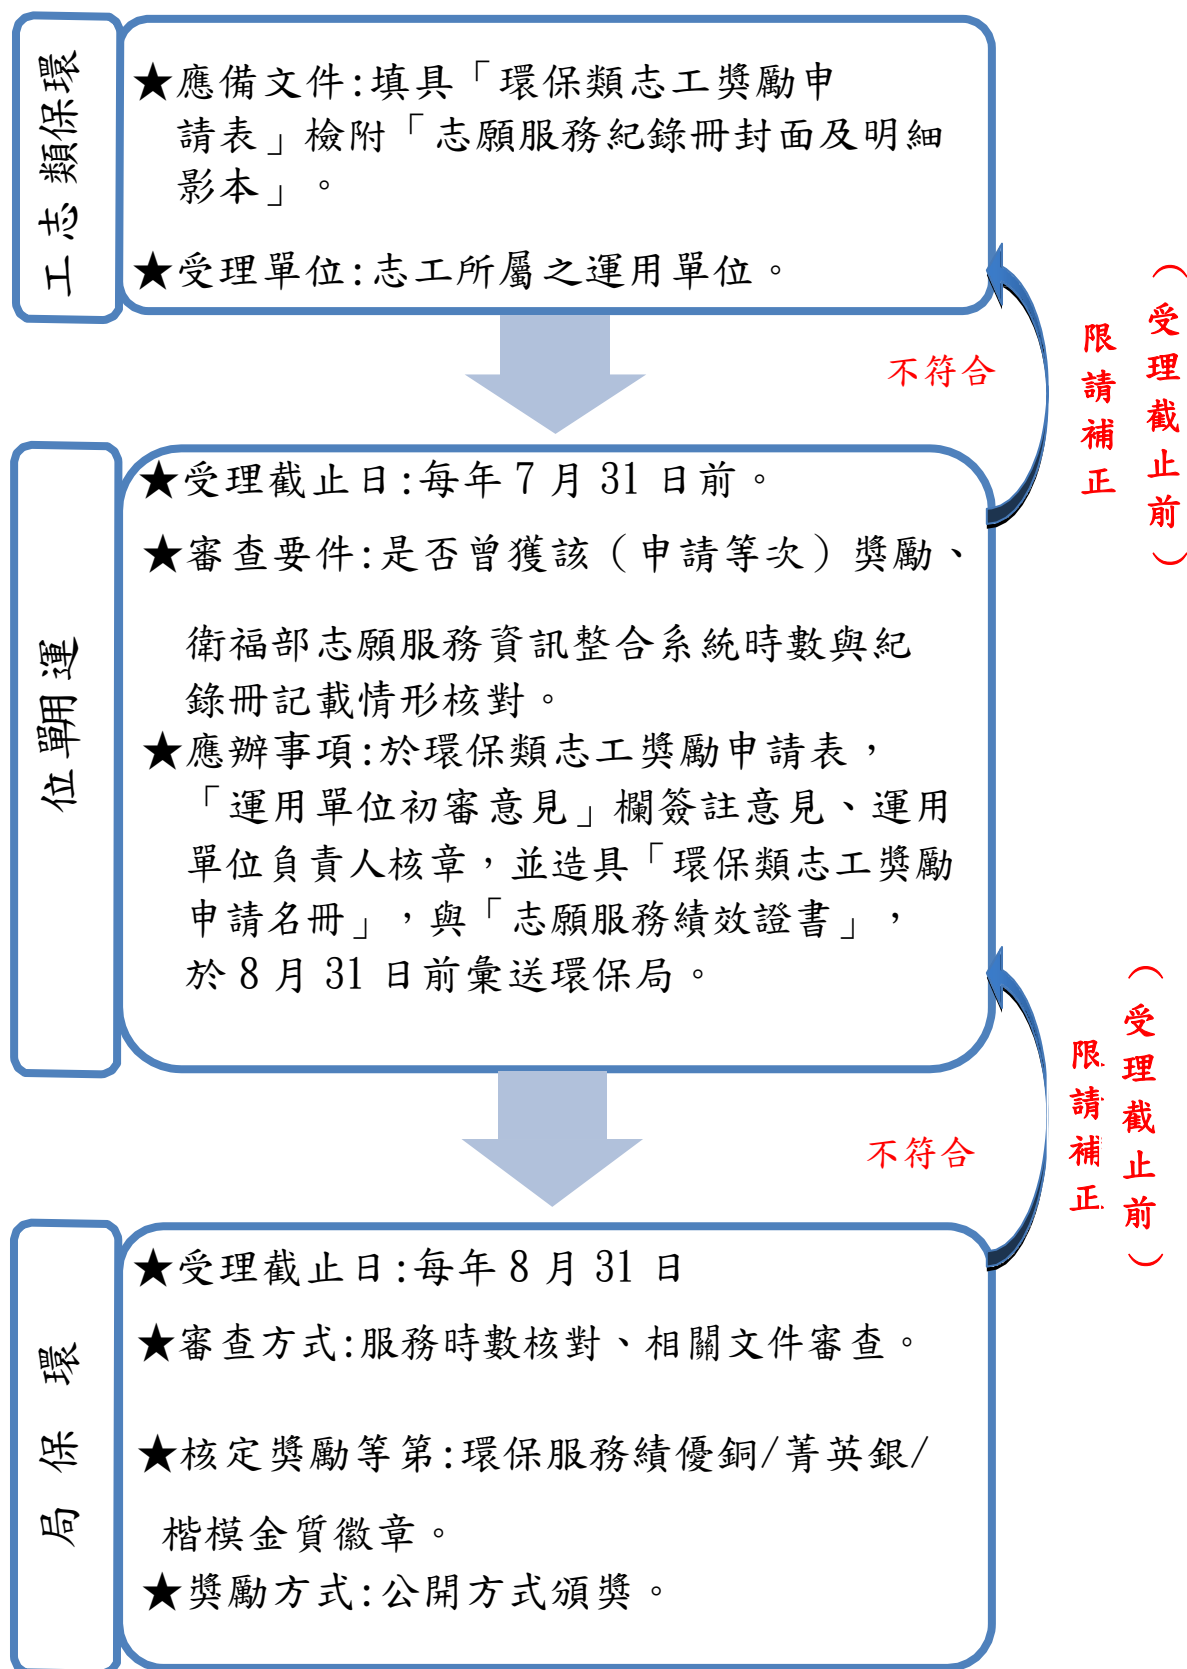 環保類志工
★應備文件:填具「環保類志工獎勵申
請表」檢附「志願服務紀錄冊封面及明細
影本」。
★受理單位:志工所屬之運用單位。
不符合
限請補正
（受理截止前）
運用單位
★受理截止日:每年 7 月 31 日前。
★審查要件:是否曾獲該（申請等次）獎勵、
衛福部志願服務資訊整合系統時數與紀
錄冊記載情形核對。
★應辦事項:於環保類志工獎勵申請表，
「運用單位初審意見」欄簽註意見、運用
單位負責人核章，並造具「環保類志工獎勵
申請名冊」，與「志願服務績效證書」，
於 8 月 31 日前彙送環保局。
不符合
限請補正
（受理截止前）
環保局
★受理截止日:每年 8 月 31 日
★審查方式:服務時數核對、相關文件審查。
★核定獎勵等第:環保服務績優銅/菁英銀/
楷模金質徽章。
★獎勵方式:公開方式頒獎。